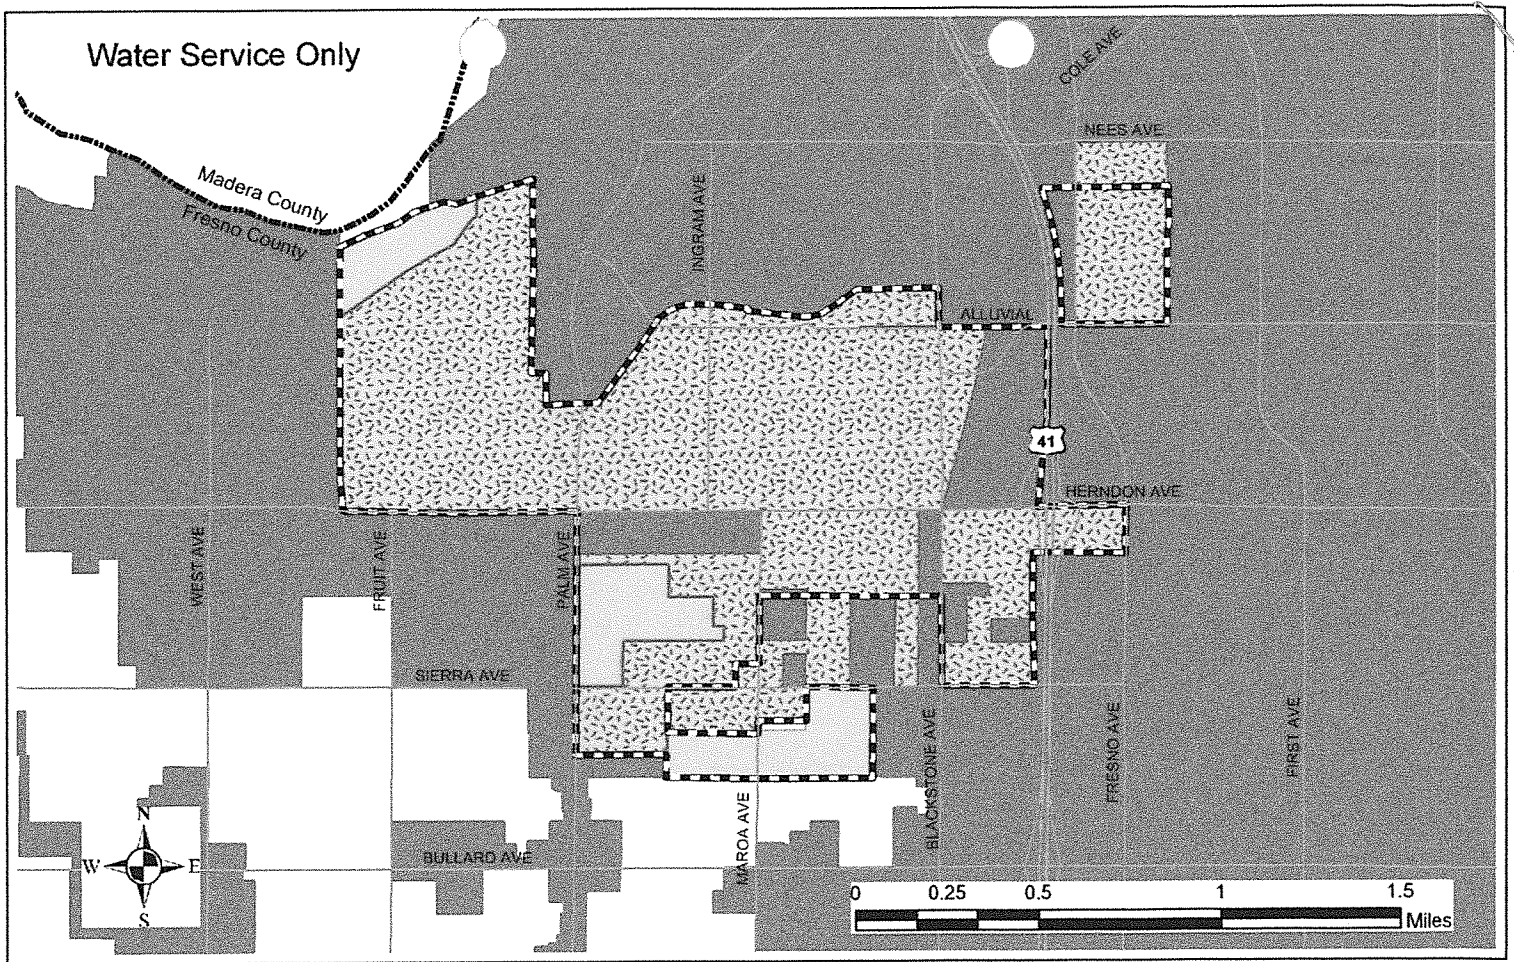 Water Service Only
COLE AVE
NEES AVE
Madera County
Fresno County
INGRAM AVE
ALLUVIAL
41
HERNDON AVE
WEST AVE
FRUIT AVE
PALM AVE
SIERRA AVE
BLACKSTONE AVE
FRESNO AVE
FIRST AVE
MAROA AVE
BULLARD AVE
N
W
E
S
0 0.25 0.5 1 1.5
Miles